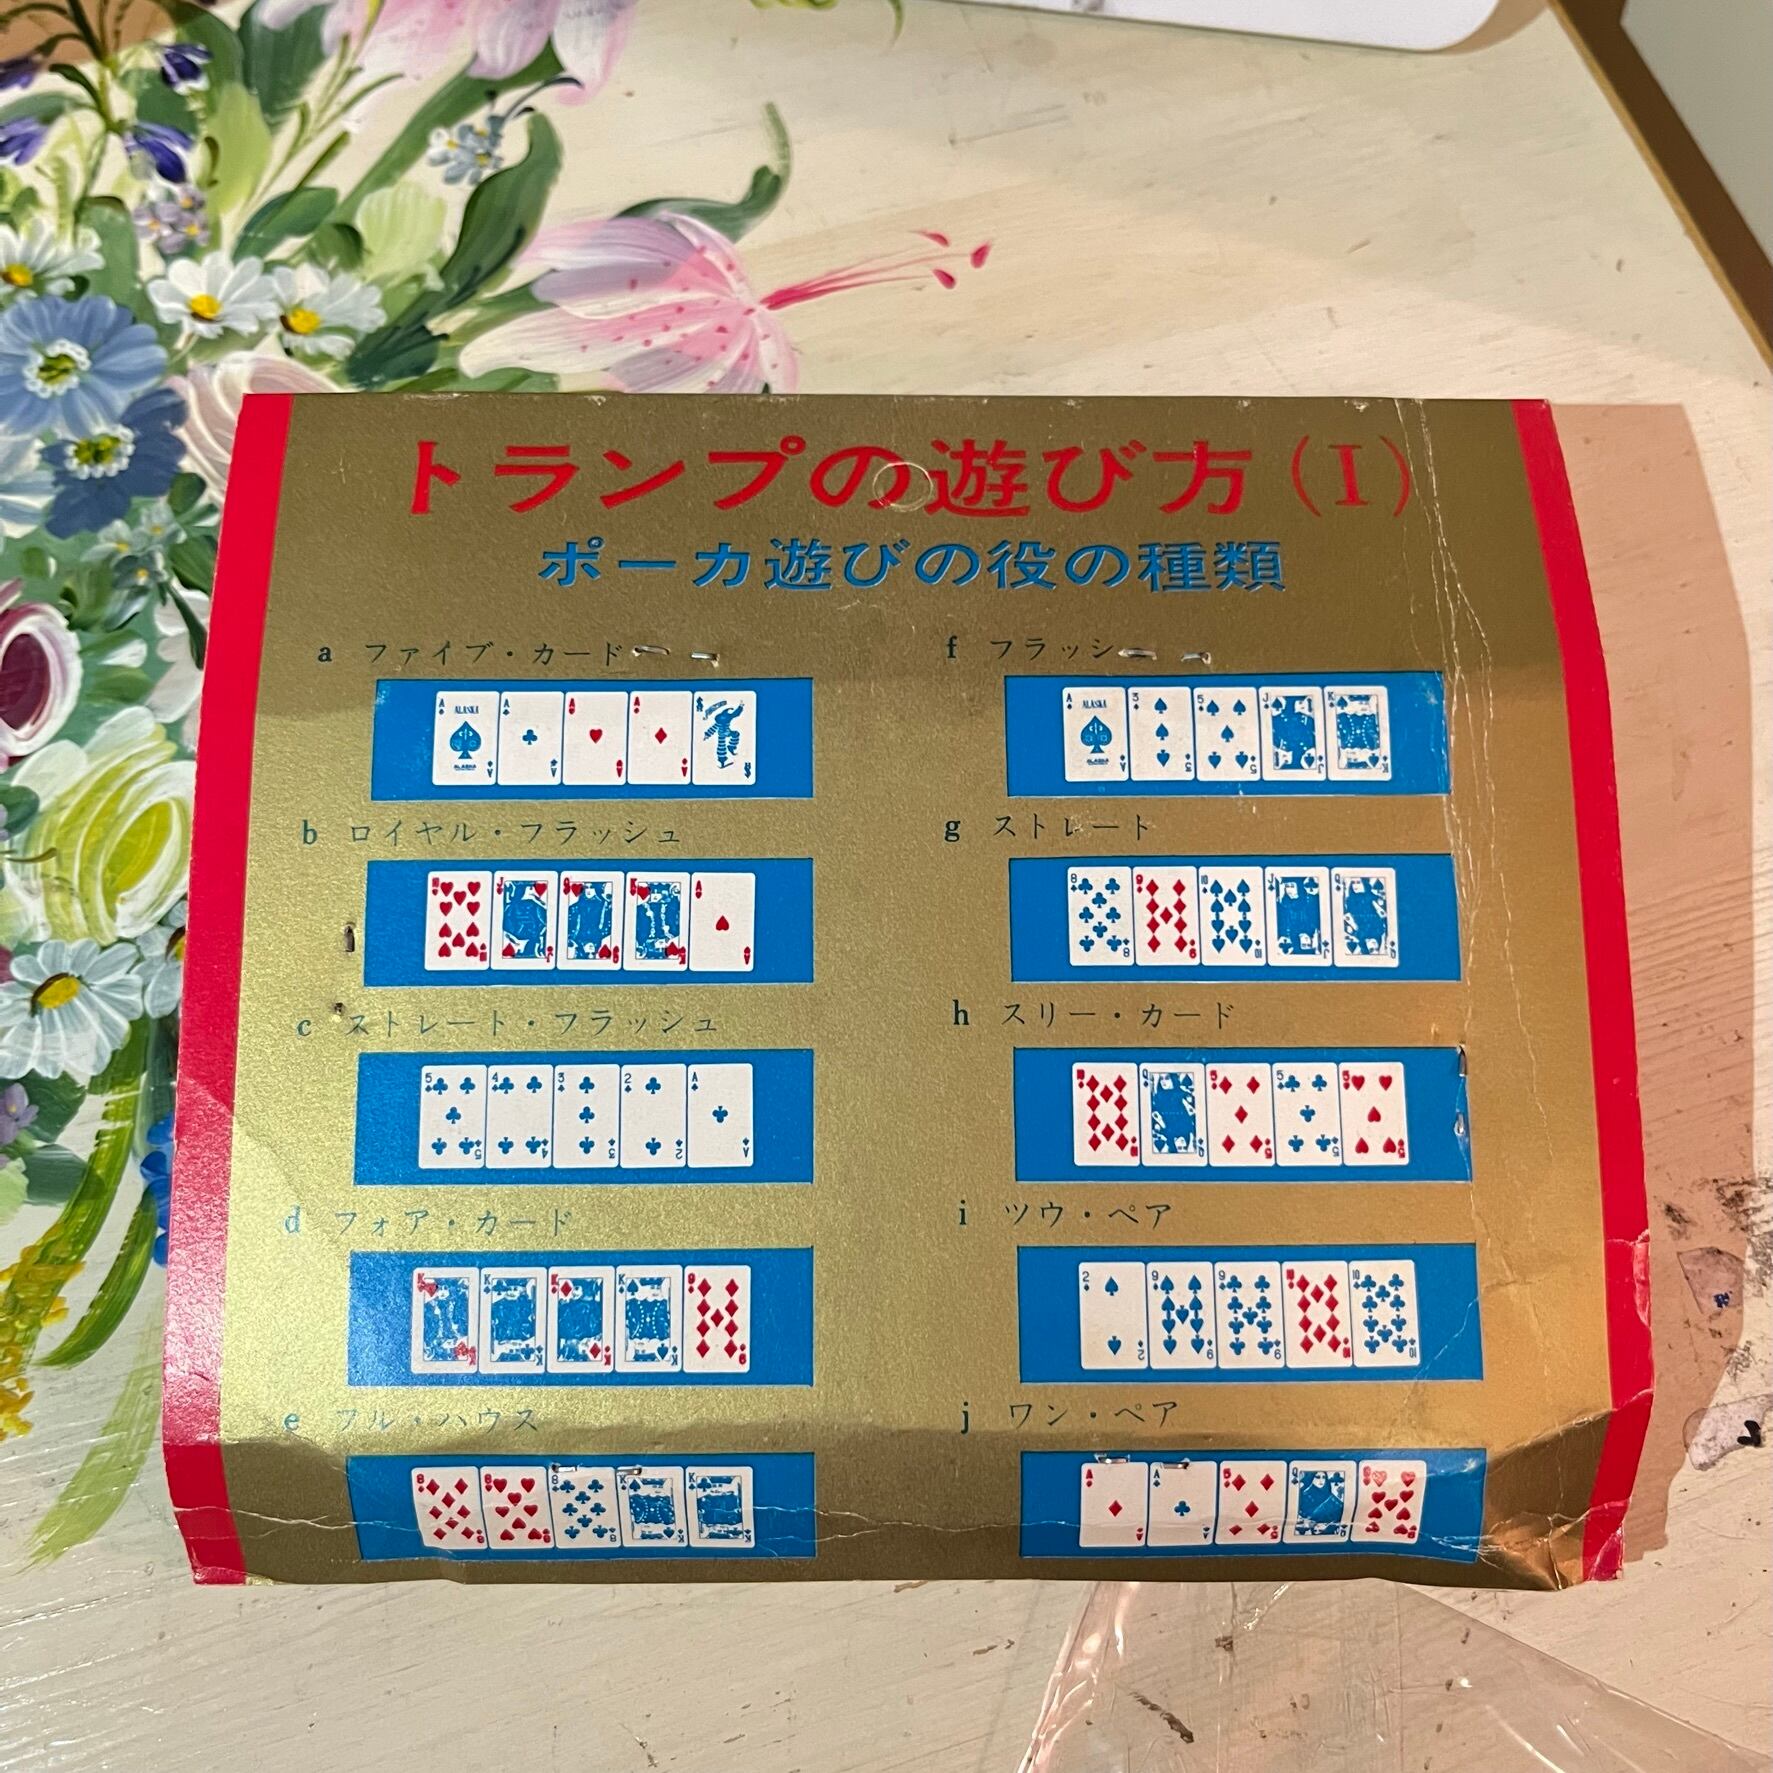 トランプの遊び方(I)
ポーカ遊びの役の種類
a ファイブ・カード
b ロイヤル・フラッシュ
c ストレート・フラッシュ
d フォア・カード
e フル・ハウス
f フラッシュ
g ストレート
h スリー・カード
i ツウ・ペア
j ワン・ペア
ALASKA
ALASKA
ALASKA
ALASKA